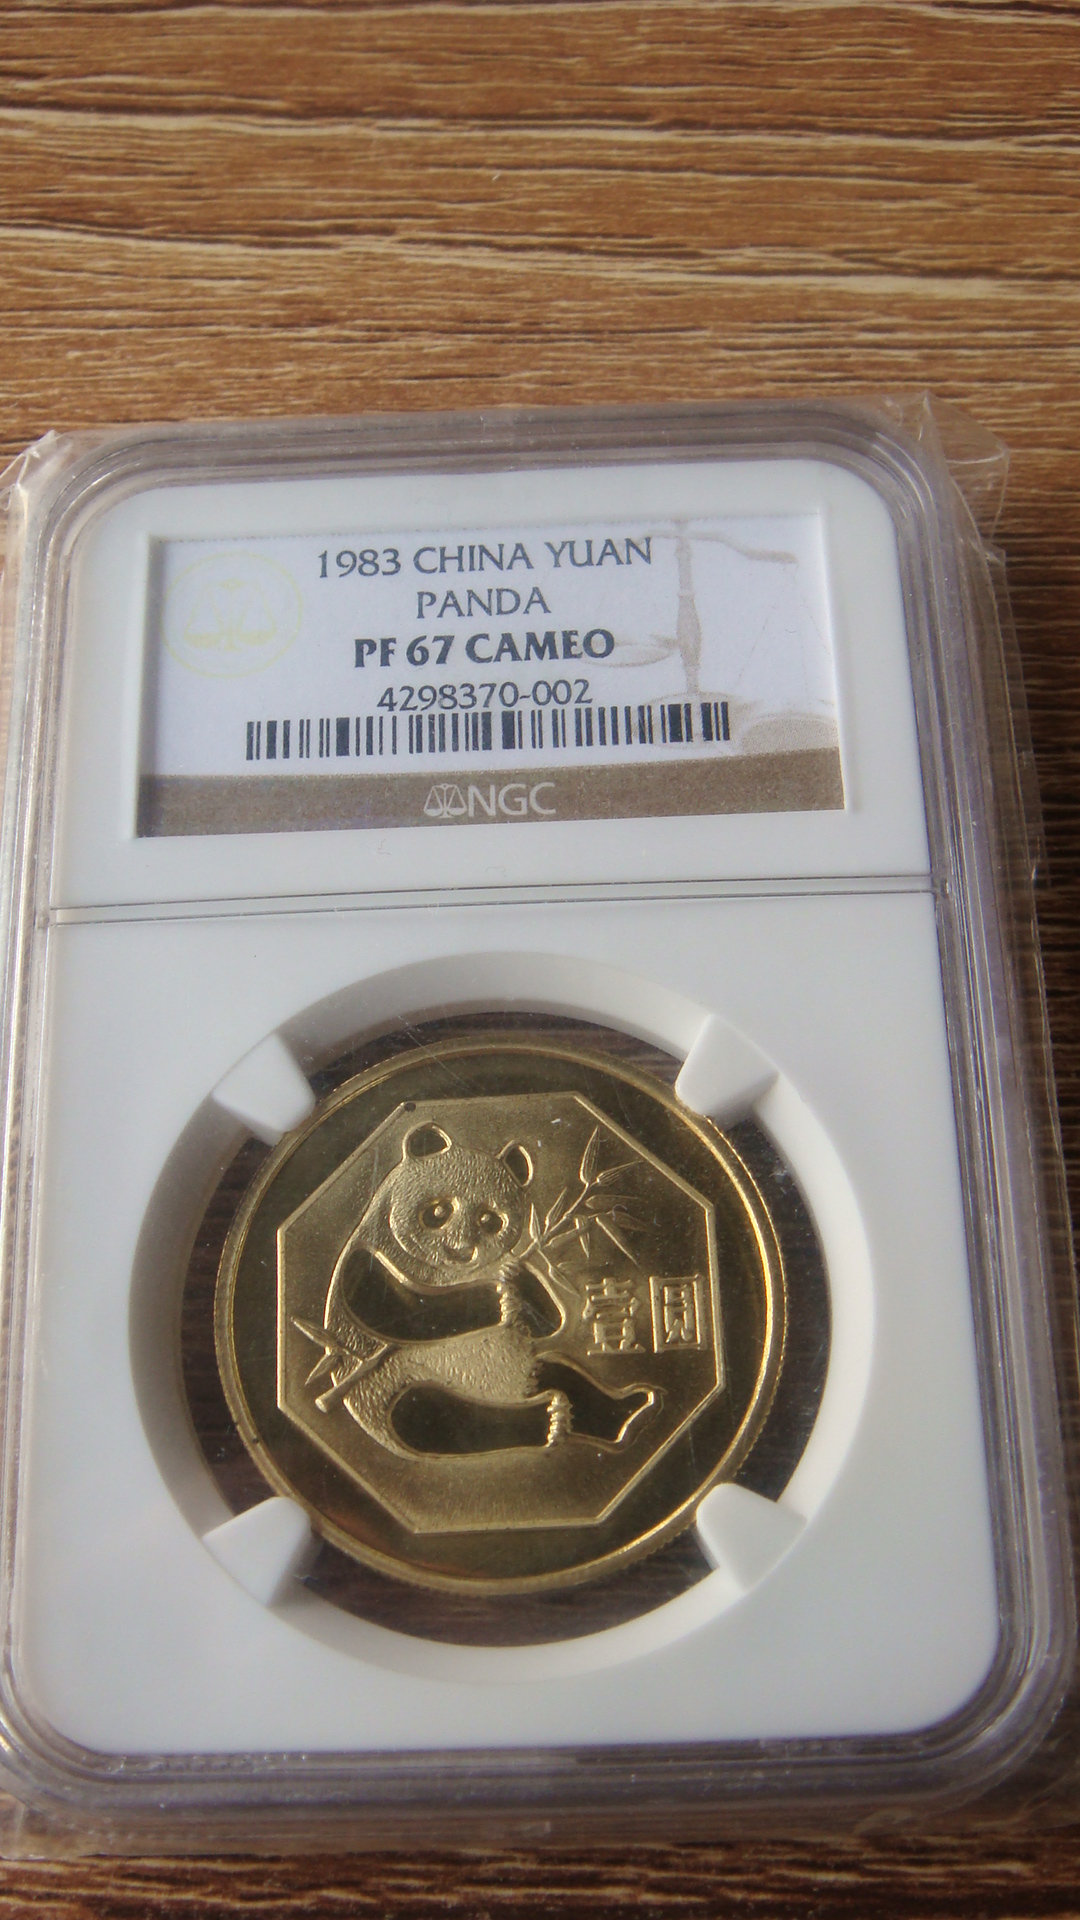 1983 CHINA YUAN
PANDA
PF 67 CAMEO
4298370-002
NGC
壹圓